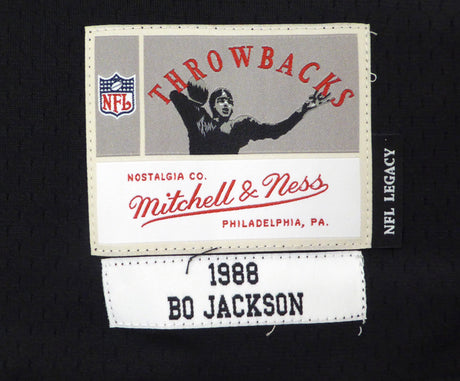 THROWBACKS
NFL
NOSTALGIA CO.
Mitchell & Ness
PHILADELPHIA, PA.
NFL LEGACY
1988
BO JACKSON